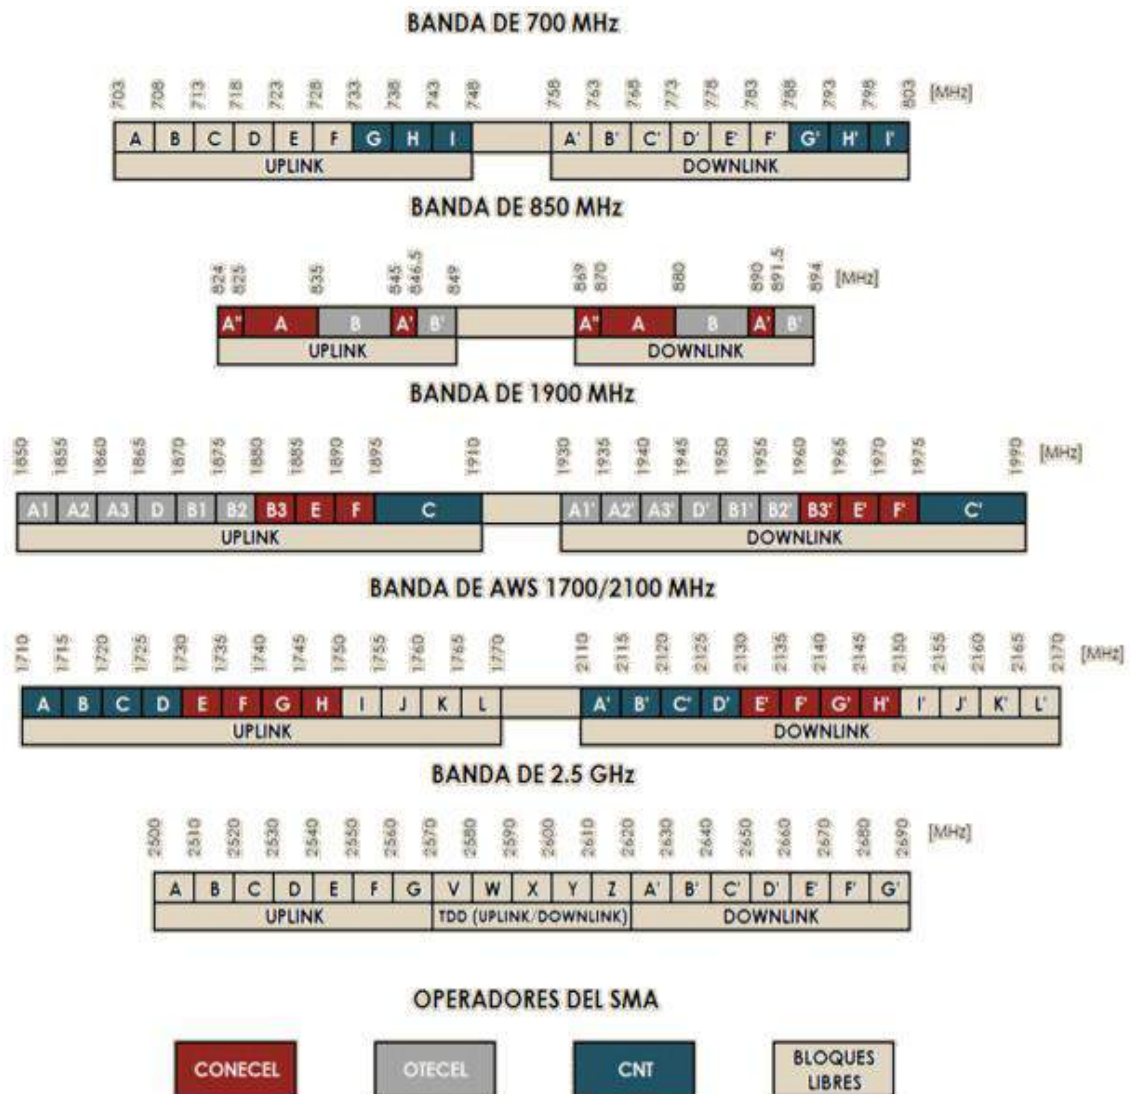 BANDA DE 700 MHz
703 708 713 718 723 728 733 738 743 748 758 763 768 773 778 783 788 793 798 803 [MHz]
A B C D E F G H I A' B' C' D' E' F' G' H' I'
UPLINK DOWNLINK
BANDA DE 850 MHz
824 825 835 845 846.5 849 869 870 880 890 891.5 894 [MHz]
A" A B A' B' A" A B A' B'
UPLINK DOWNLINK
BANDA DE 1900 MHz
1850 1855 1860 1865 1870 1875 1880 1885 1890 1895 1910 1930 1935 1940 1945 1950 1955 1960 1965 1970 1975 1990 [MHz]
A1 A2 A3 D B1 B2 B3 E F C A1' A2' A3' D' B1' B2' B3' E' F' C'
UPLINK DOWNLINK
BANDA DE AWS 1700/2100 MHz
1710 1715 1720 1725 1730 1735 1740 1745 1750 1755 1760 1765 1770 2110 2115 2120 2125 2130 2135 2140 2145 2150 2155 2160 2165 2170 [MHz]
A B C D E F G H I J K L A' B' C' D' E' F' G' H' I' J' K' L'
UPLINK DOWNLINK
BANDA DE 2.5 GHz
2500 2510 2520 2530 2540 2550 2560 2570 2580 2590 2600 2610 2620 2630 2640 2650 2660 2670 2680 2690 [MHz]
A B C D E F G V W X Y Z A' B' C' D' E' F' G'
UPLINK TDD (UPLINK/DOWNLINK) DOWNLINK
OPERADORES DEL SMA
CONECEL OTECEL CNT BLOQUES
LIBRES